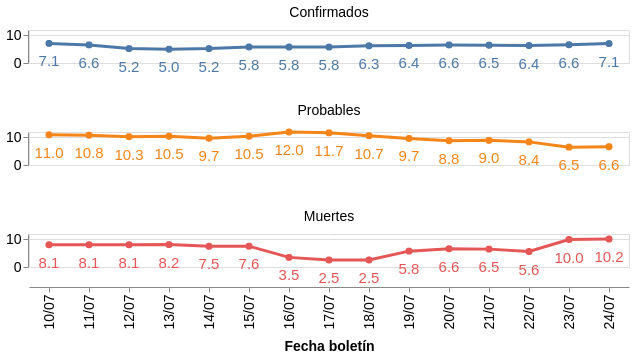 Confirmados
10
0
7.1 6.6 5.2 5.0 5.2 5.8 5.8 5.8 6.3 6.4 6.6 6.5 6.4 6.6 7.1
Probables
10
0
11.0 10.8 10.3 10.5 9.7 10.5 12.0 11.7 10.7 9.7 8.8 9.0 8.4 6.5 6.6
Muertes
10
0
8.1 8.1 8.1 8.2 7.5 7.6 3.5 2.5 2.5 5.8 6.6 6.5 5.6 10.0 10.2
10/07 11/07 12/07 13/07 14/07 15/07 16/07 17/07 18/07 19/07 20/07 21/07 22/07 23/07 24/07
Fecha boletín